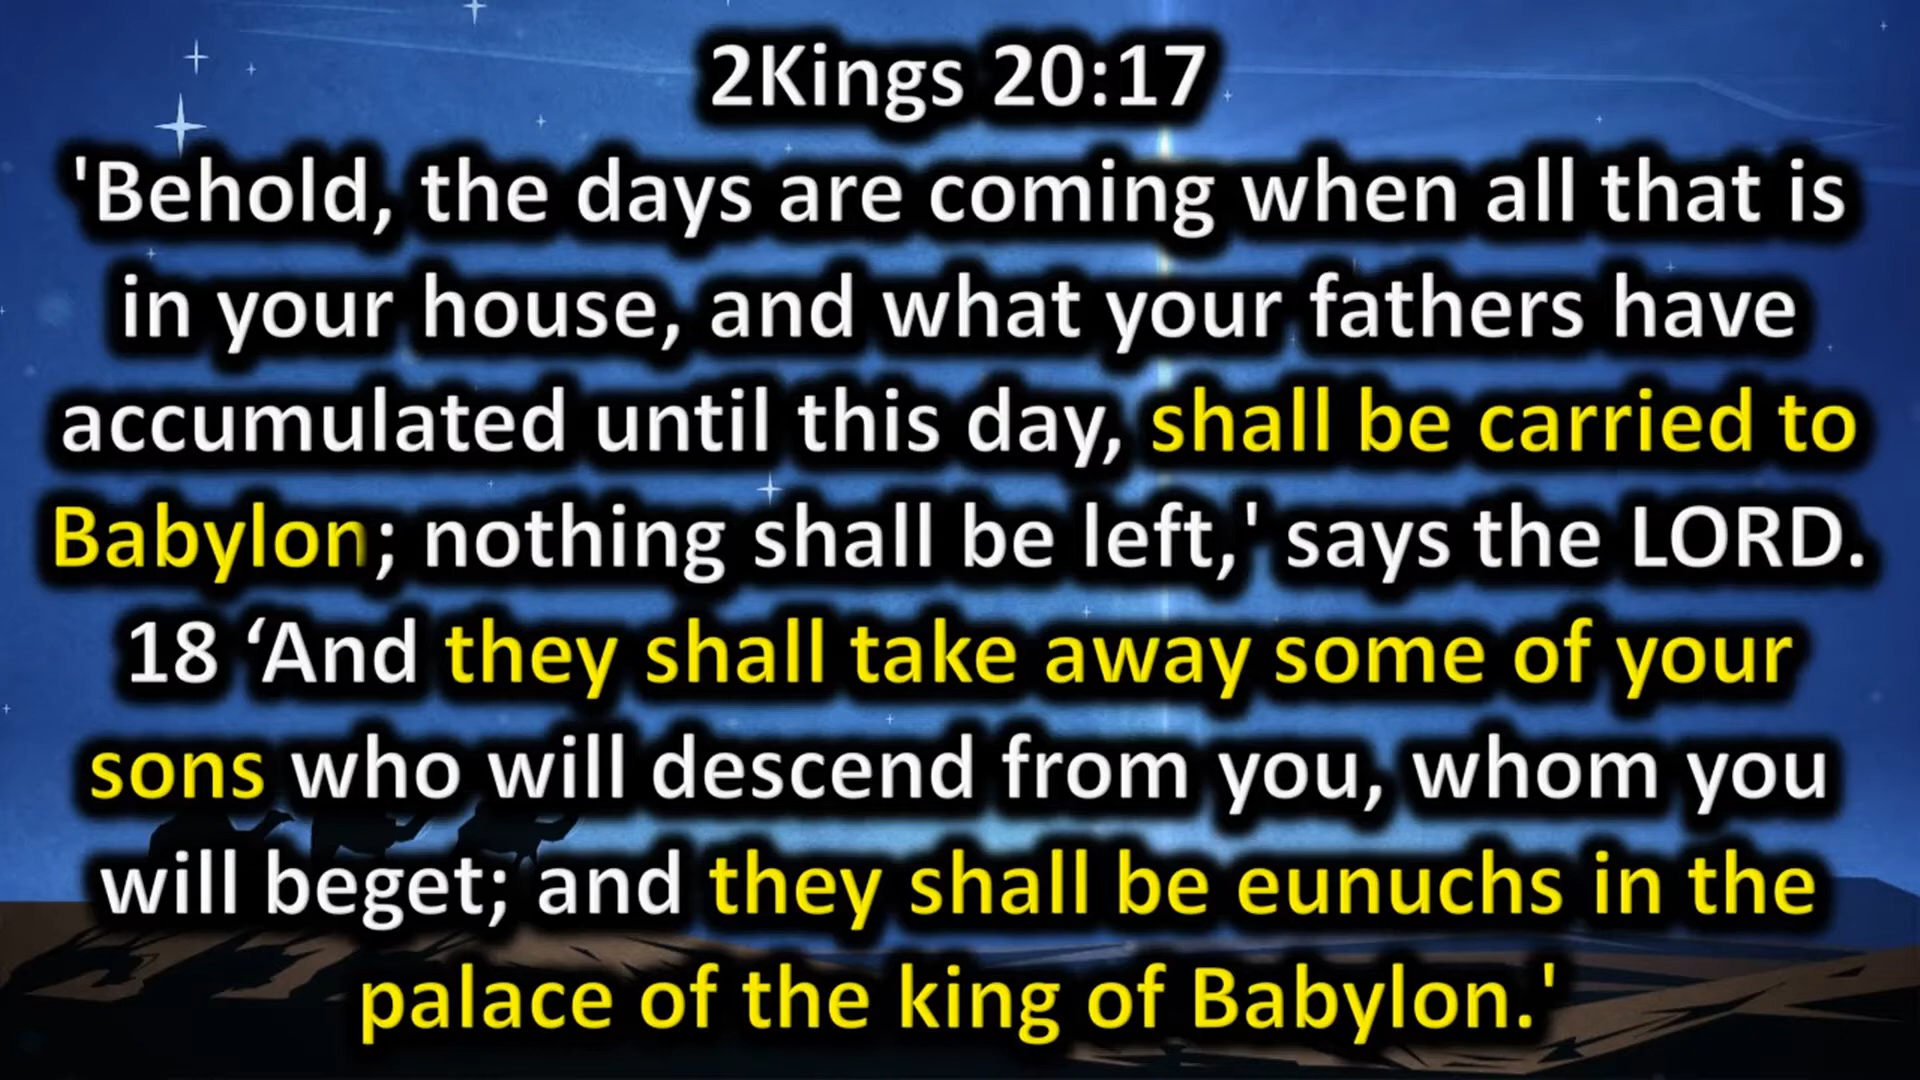 2Kings 20:17
'Behold, the days are coming when all that is
in your house, and what your fathers have
accumulated until this day, shall be carried to
Babylon; nothing shall be left,' says the LORD.
18 ‘And they shall take away some of your
sons who will descend from you, whom you
will beget; and they shall be eunuchs in the
palace of the king of Babylon.'